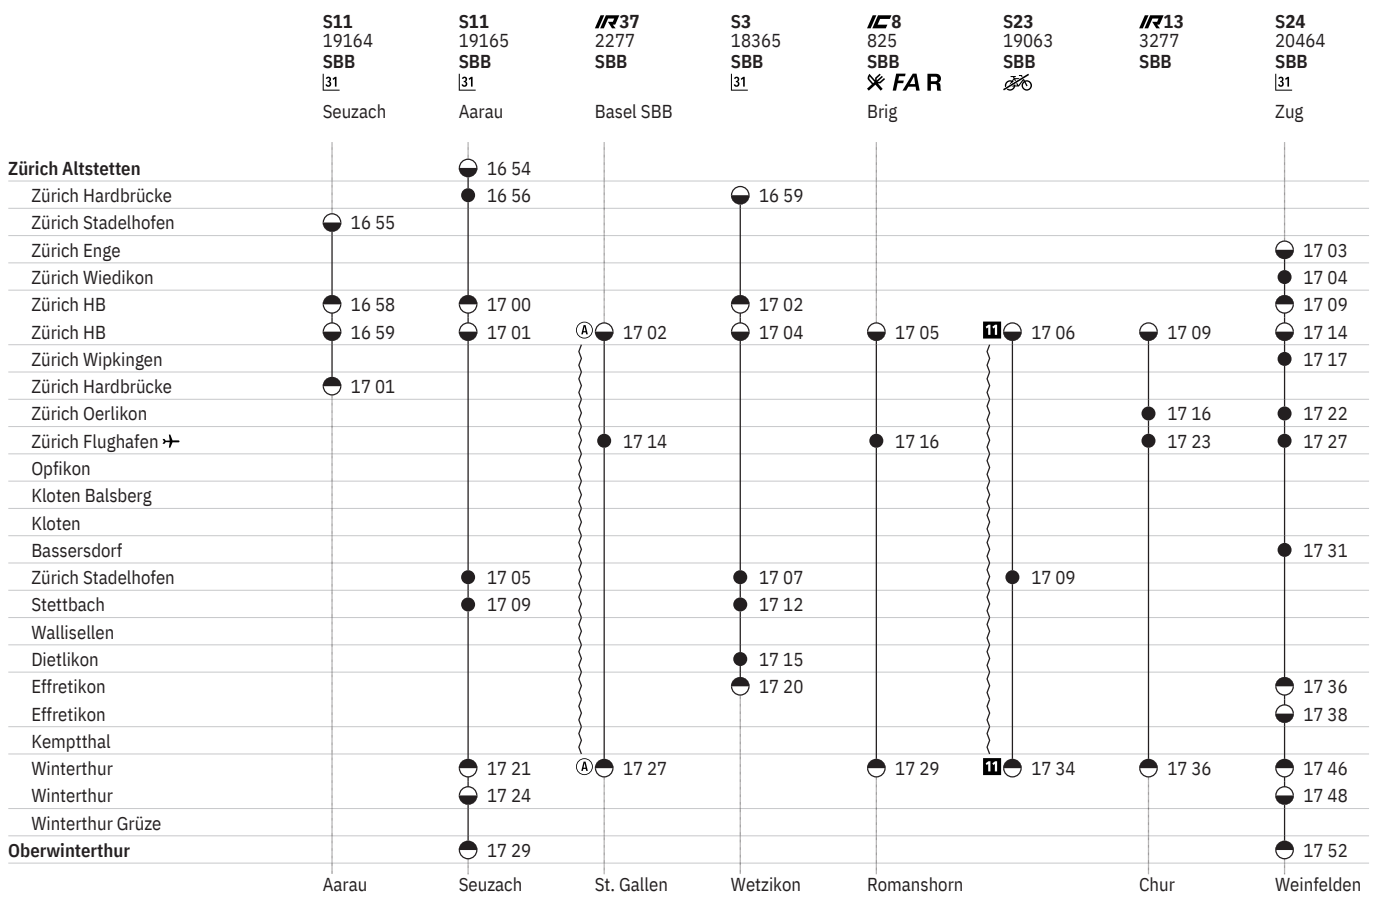 S11 S11 IR37 S3 IC8 S23 IR13 S24
19164 19165 2277 18365 825 19063 3277 20464
SBB SBB SBB SBB SBB SBB SBB SBB
31 31 31 FA R 31
Seuzach Aarau Basel SBB Brig Zug
Zürich Altstetten 16 54
Zürich Hardbrücke 16 56 16 59
Zürich Stadelhofen 16 55
Zürich Enge 17 03
Zürich Wiedikon 17 04
Zürich HB 16 58 17 00 17 02 17 09
Zürich HB 16 59 17 01 A 17 02 17 04 17 05 11 17 06 17 09 17 14
Zürich Wipkingen 17 17
Zürich Hardbrücke 17 01
Zürich Oerlikon 17 16 17 22
Zürich Flughafen 17 14 17 16 17 23 17 27
Opfikon
Kloten Balsberg
Kloten
Bassersdorf 17 31
Zürich Stadelhofen 17 05 17 07 17 09
Stettbach 17 09 17 12
Wallisellen
Dietlikon 17 15
Effretikon 17 20 17 36
Effretikon 17 38
Kemptthal
Winterthur 17 21 A 17 27 17 29 11 17 34 17 36 17 46
Winterthur 17 24 17 48
Winterthur Grüze
Oberwinterthur 17 29 17 52
Aarau Seuzach St. Gallen Wetzikon Romanshorn Chur Weinfelden